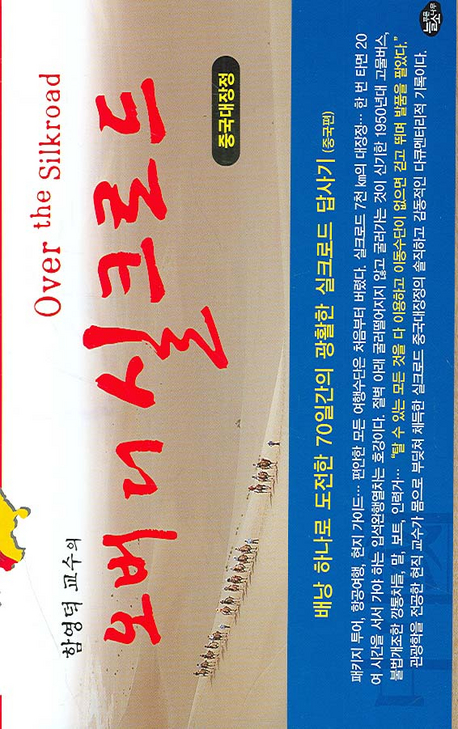 Over the Silkroad
함영덕 교수의
오버 더 실크로드
중국대장정
배낭 하나로 도전한 70일간의 광활한 실크로드 답사기 (중국편)
패키지 투어, 항공여행, 현지 가이드… 편안한 모든 여행수단은 처음부터 버렸다. 실크로드 7천 ㎞의 대장정… 한 번 타면 20
여 시간을 서서 가야 하는 입석완행열차는 호강이다. 절벽 아래 굴러떨어지지 않고 굴러가는 것이 신기한 1950년대 고물버스,
불법개조한 깡통차들, 말, 보트, 인력거… “탈 수 있는 모든 것을 다 이용하고 이동수단이 없으면 걷고 뛰며 발품을 팔았다.”
관광학을 전공한 현직 교수가 몸으로 부딪쳐 체득한 실크로드 중국대장정의 솔직하고 감동적인 다큐멘터리적 기록이다.
늘푸른
소나무